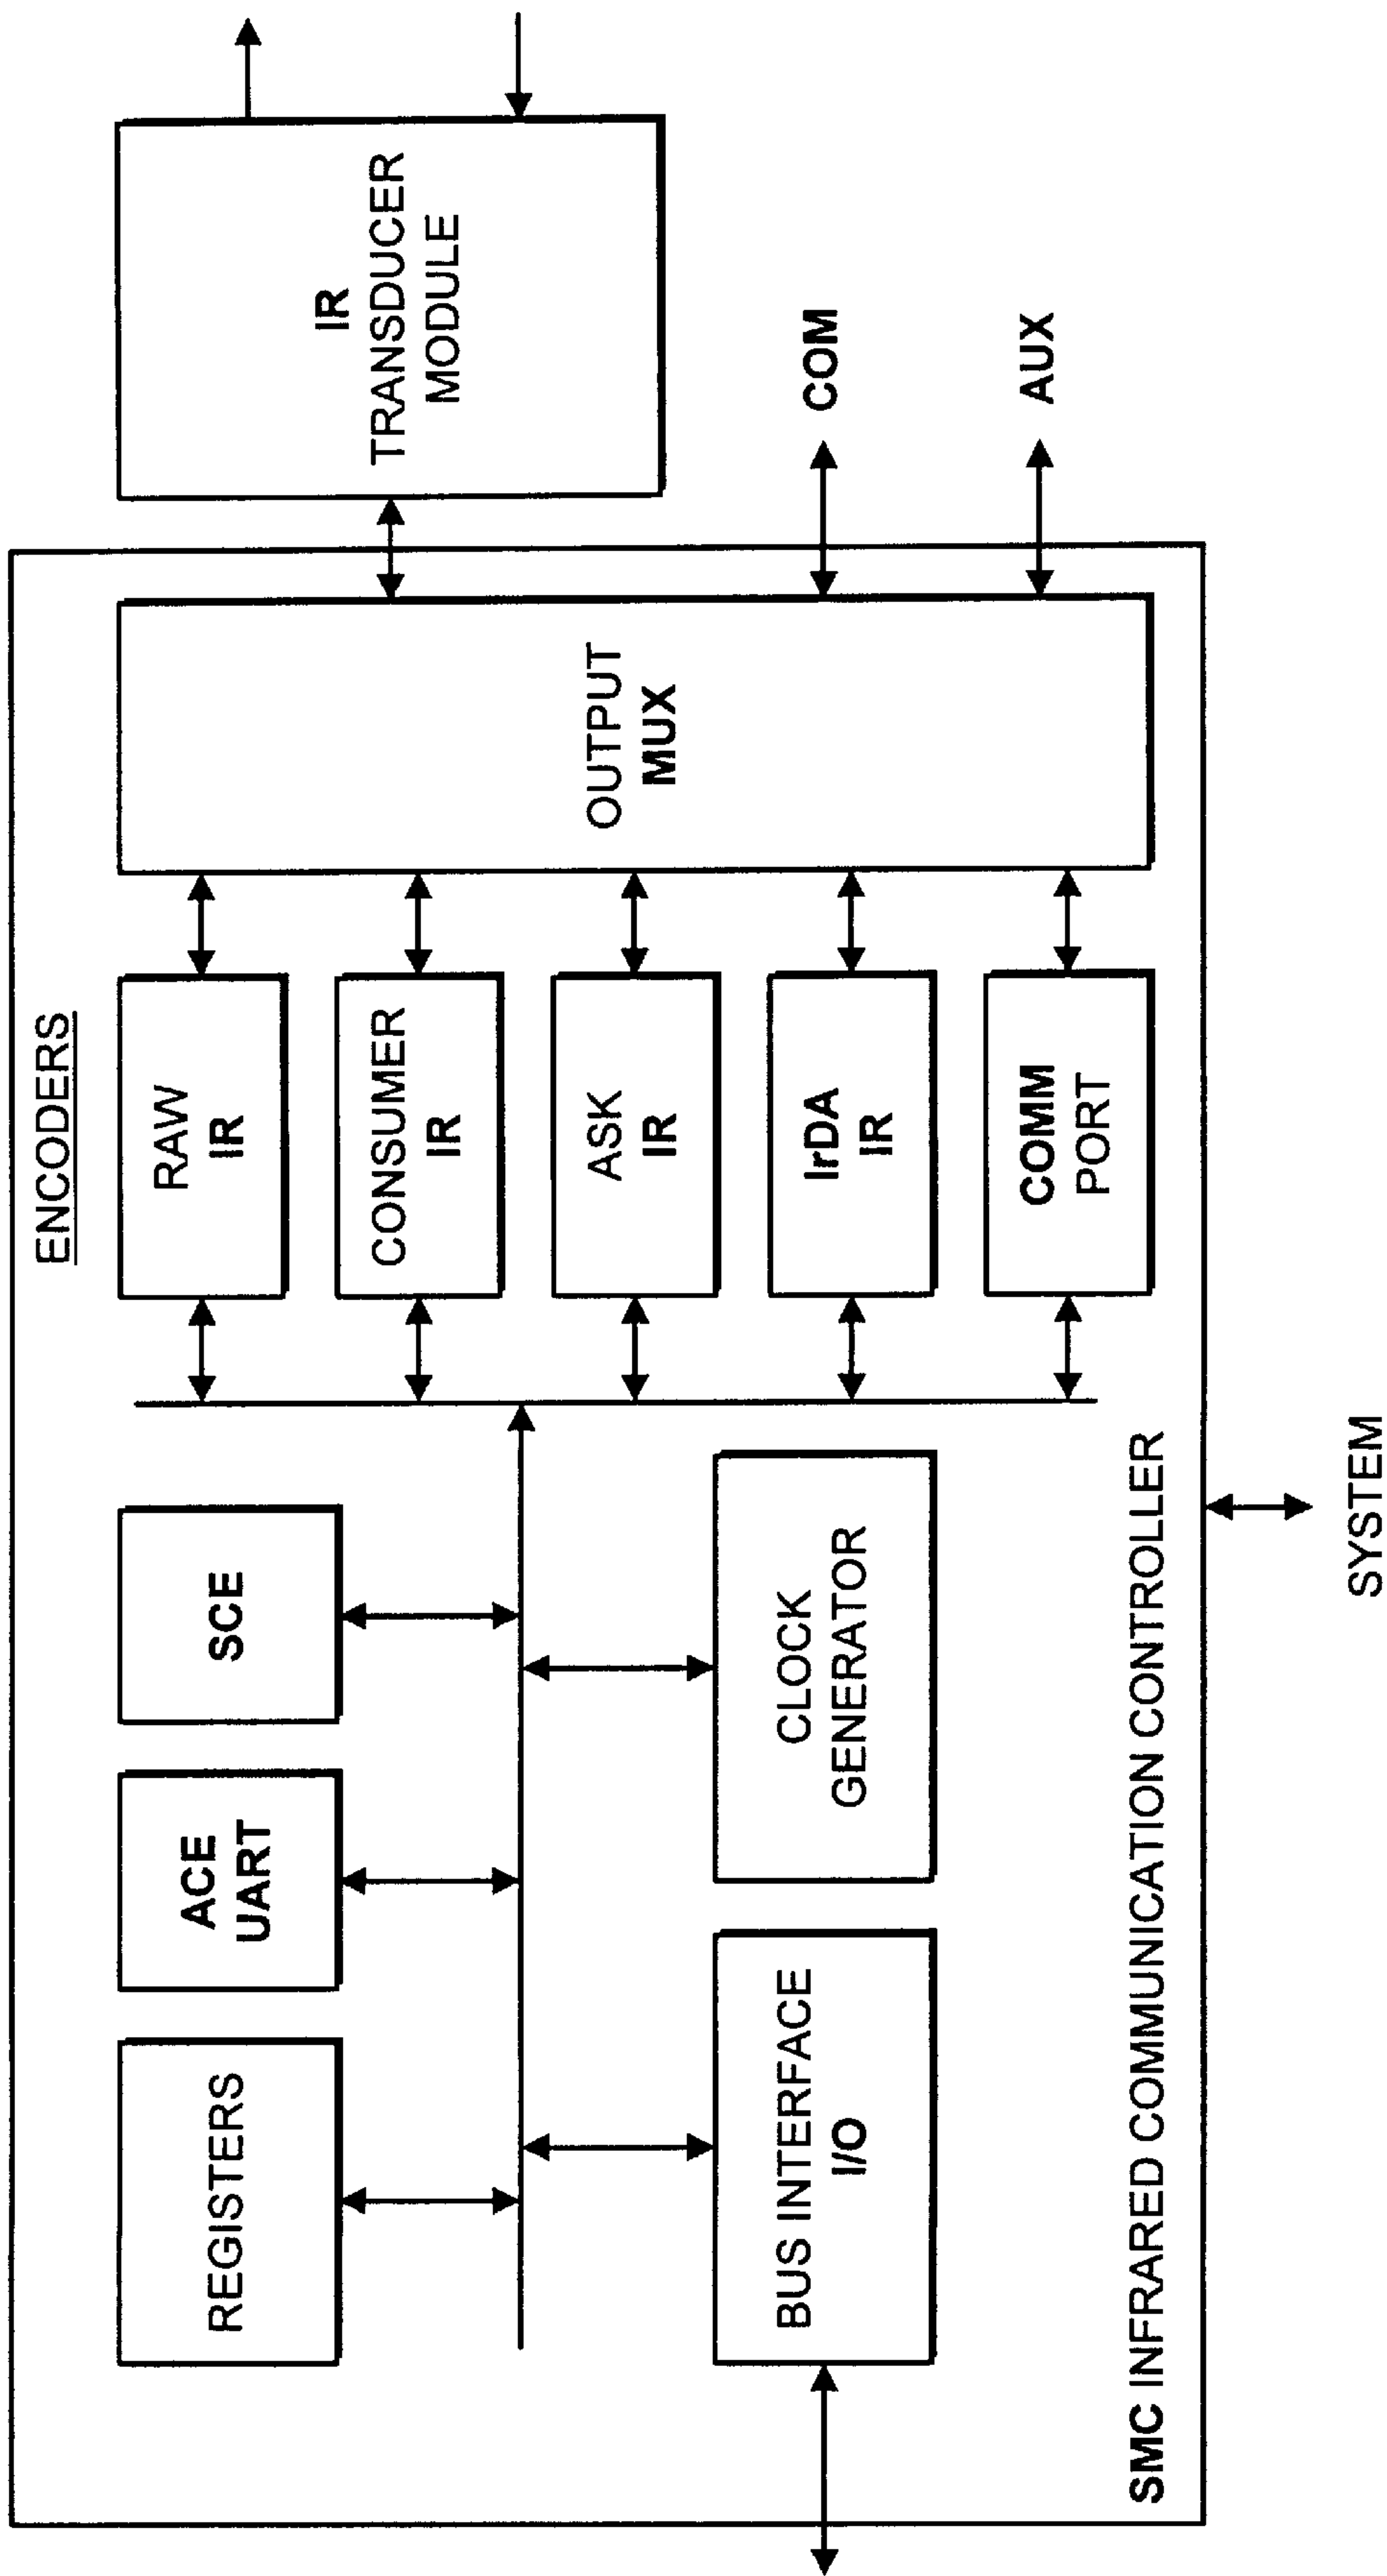 ENCODERS
REGISTERS
ACE
UART
SCE
RAW
IR
CONSUMER
IR
ASK
IR
IrDA
IR
COMM
PORT
OUTPUT
MUX
IR
TRANSDUCER
MODULE
COM
AUX
BUS INTERFACE
I/O
CLOCK
GENERATOR
SMC INFRARED COMMUNICATION CONTROLLER
SYSTEM